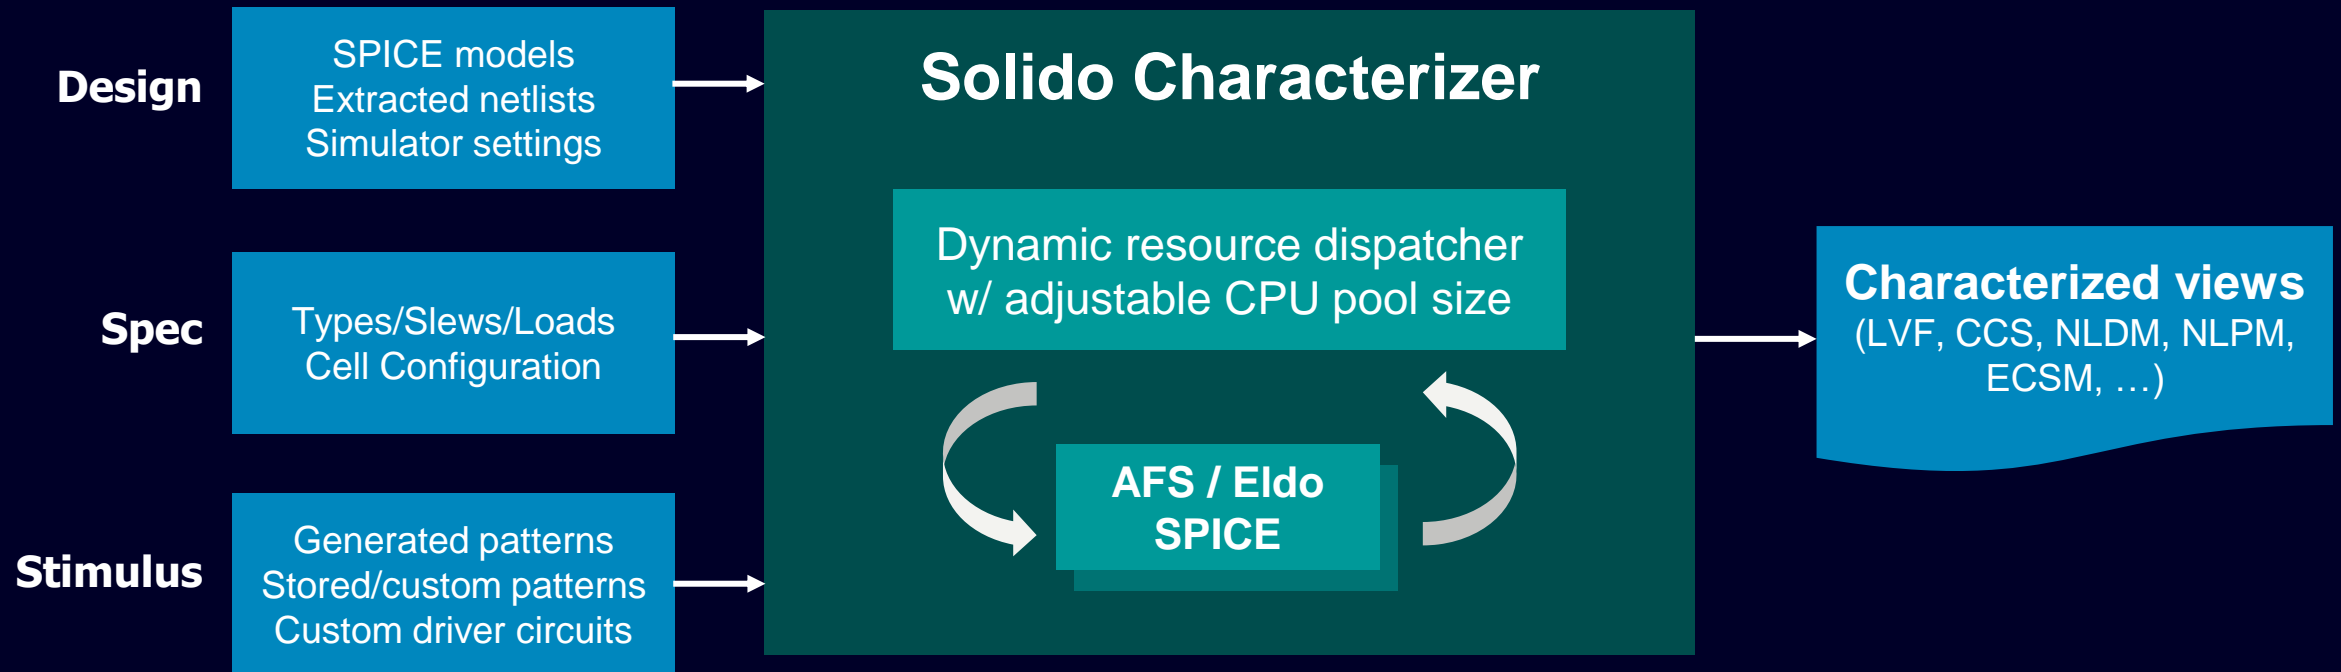 Design
SPICE models
Extracted netlists
Simulator settings
Spec
Types/Slews/Loads
Cell Configuration
Stimulus
Generated patterns
Stored/custom patterns
Custom driver circuits
Solido Characterizer
Dynamic resource dispatcher
w/ adjustable CPU pool size
AFS / Eldo
SPICE
Characterized views
(LVF, CCS, NLDM, NLPM,
ECSM, …)